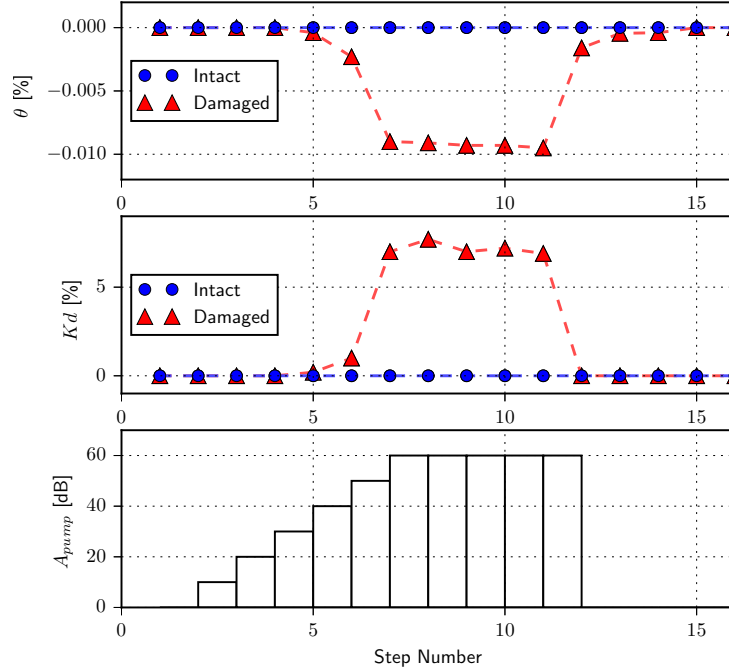 0.000
−0.005
−0.010
θ [%]
Intact
Damaged
0 5 10 15
5
0
Kd [%]
Intact
Damaged
0 5 10 15
60
40
20
0
A_pump [dB]
0 5 10 15
Step Number